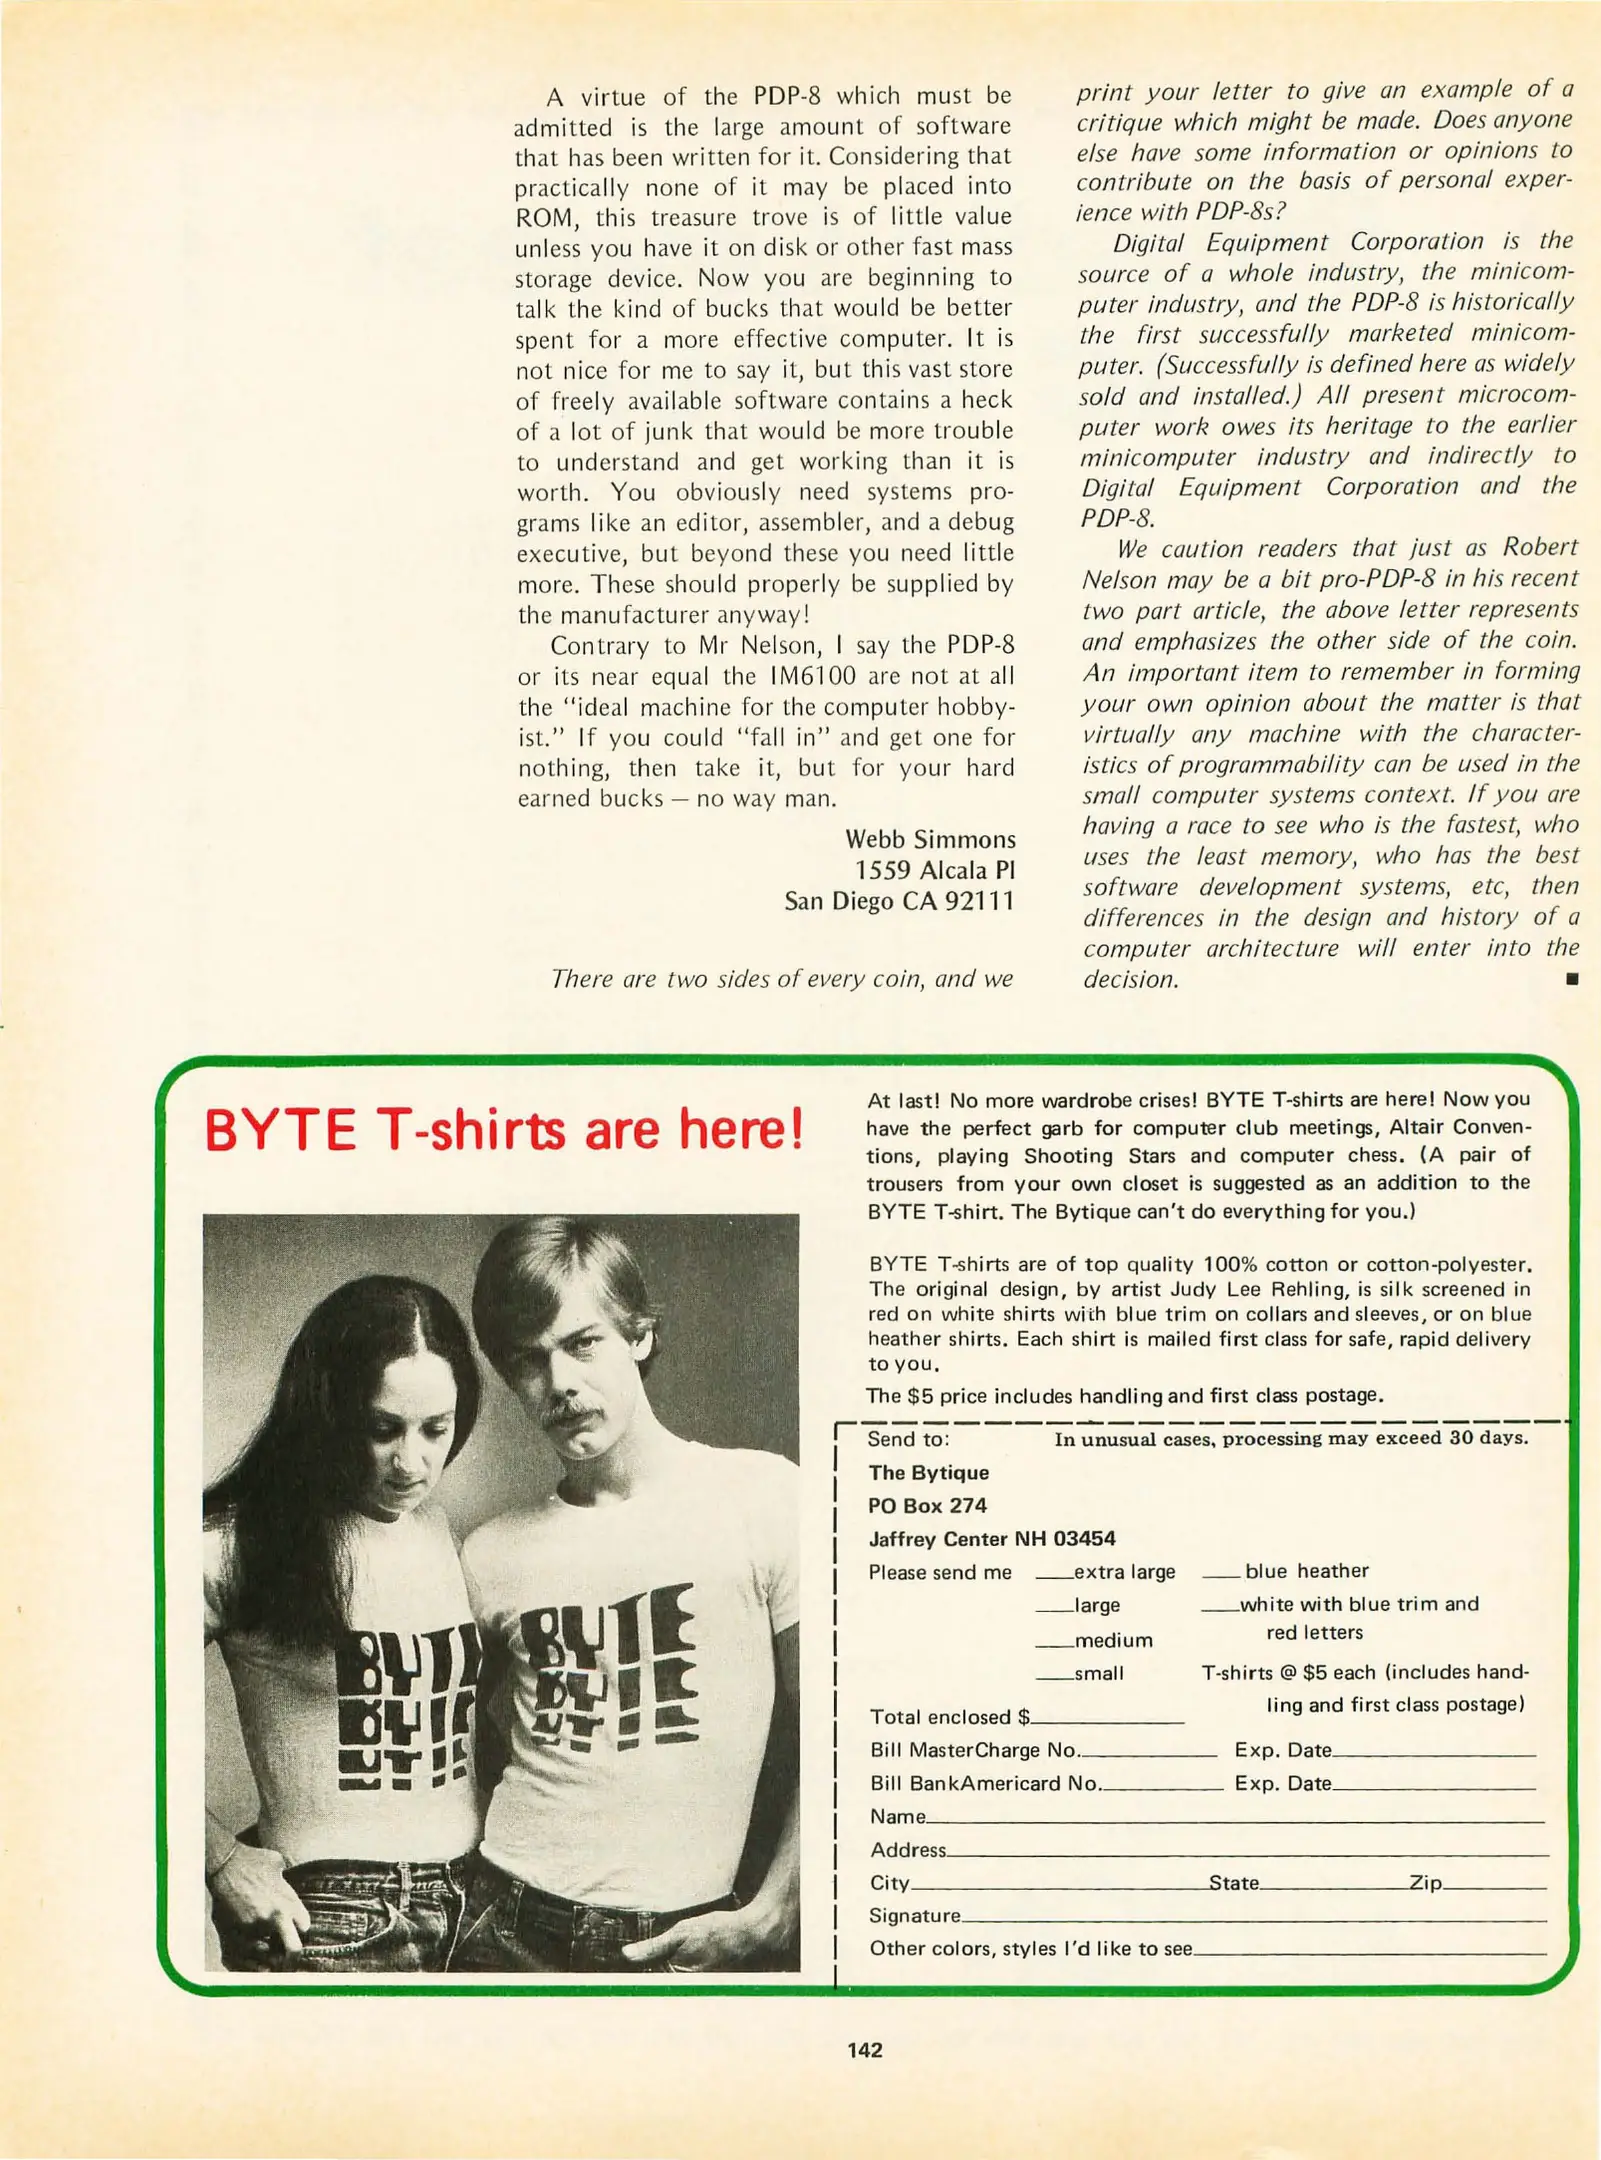 A virtue of the PDP-8 which must be
admitted is the large amount of software
that has been written for it. Considering that
practically none of it may be placed into
ROM, this treasure trove is of little value
unless you have it on disk or other fast mass
storage device. Now you are beginning to
talk the kind of bucks that would be better
spent for a more effective computer. It is
not nice for me to say it, but this vast store
of freely available software contains a heck
of a lot of junk that would be more trouble
to understand and get working than it is
worth. You obviously need systems pro-
grams like an editor, assembler, and a debug
executive, but beyond these you need little
more. These should properly be supplied by
the manufacturer anyway!
Contrary to Mr Nelson, I say the PDP-8
or its near equal the IM6100 are not at all
the "ideal machine for the computer hobby-
ist." If you could "fall in" and get one for
nothing, then take it, but for your hard
earned bucks — no way man.
Webb Simmons
1559 Alcala Pl
San Diego CA 92111
There are two sides of every coin, and we
print your letter to give an example of a
critique which might be made. Does anyone
else have some information or opinions to
contribute on the basis of personal exper-
ience with PDP-8s?
Digital Equipment Corporation is the
source of a whole industry, the minicom-
puter industry, and the PDP-8 is historically
the first successfully marketed minicom-
puter. (Successfully is defined here as widely
sold and installed.) All present microcom-
puter work owes its heritage to the earlier
minicomputer industry and indirectly to
Digital Equipment Corporation and the
PDP-8.
We caution readers that just as Robert
Nelson may be a bit pro-PDP-8 in his recent
two part article, the above letter represents
and emphasizes the other side of the coin.
An important item to remember in forming
your own opinion about the matter is that
virtually any machine with the character-
istics of programmability can be used in the
small computer systems context. If you are
having a race to see who is the fastest, who
uses the least memory, who has the best
software development systems, etc, then
differences in the design and history of a
computer architecture will enter into the
decision. ■
BYTE T-shirts are here!
BYTE
BYTE
At last! No more wardrobe crises! BYTE T-shirts are here! Now you
have the perfect garb for computer club meetings, Altair Conven-
tions, playing Shooting Stars and computer chess. (A pair of
trousers from your own closet is suggested as an addition to the
BYTE T-shirt. The Bytique can't do everything for you.)
BYTE T-shirts are of top quality 100% cotton or cotton-polyester.
The original design, by artist Judy Lee Rehling, is silk screened in
red on white shirts with blue trim on collars and sleeves, or on blue
heather shirts. Each shirt is mailed first class for safe, rapid delivery
to you.
The $5 price includes handling and first class postage.
Send to: In unusual cases, processing may exceed 30 days.
The Bytique
PO Box 274
Jaffrey Center NH 03454
Please send me ___extra large ___ blue heather
___large ___white with blue trim and
___medium red letters
___small T-shirts @ $5 each (includes hand-
ling and first class postage)
Total enclosed $___
Bill MasterCharge No.___ Exp. Date___
Bill BankAmericard No.___ Exp. Date___
Name___
Address___
City___ State___ Zip___
Signature___
Other colors, styles I'd like to see___
142